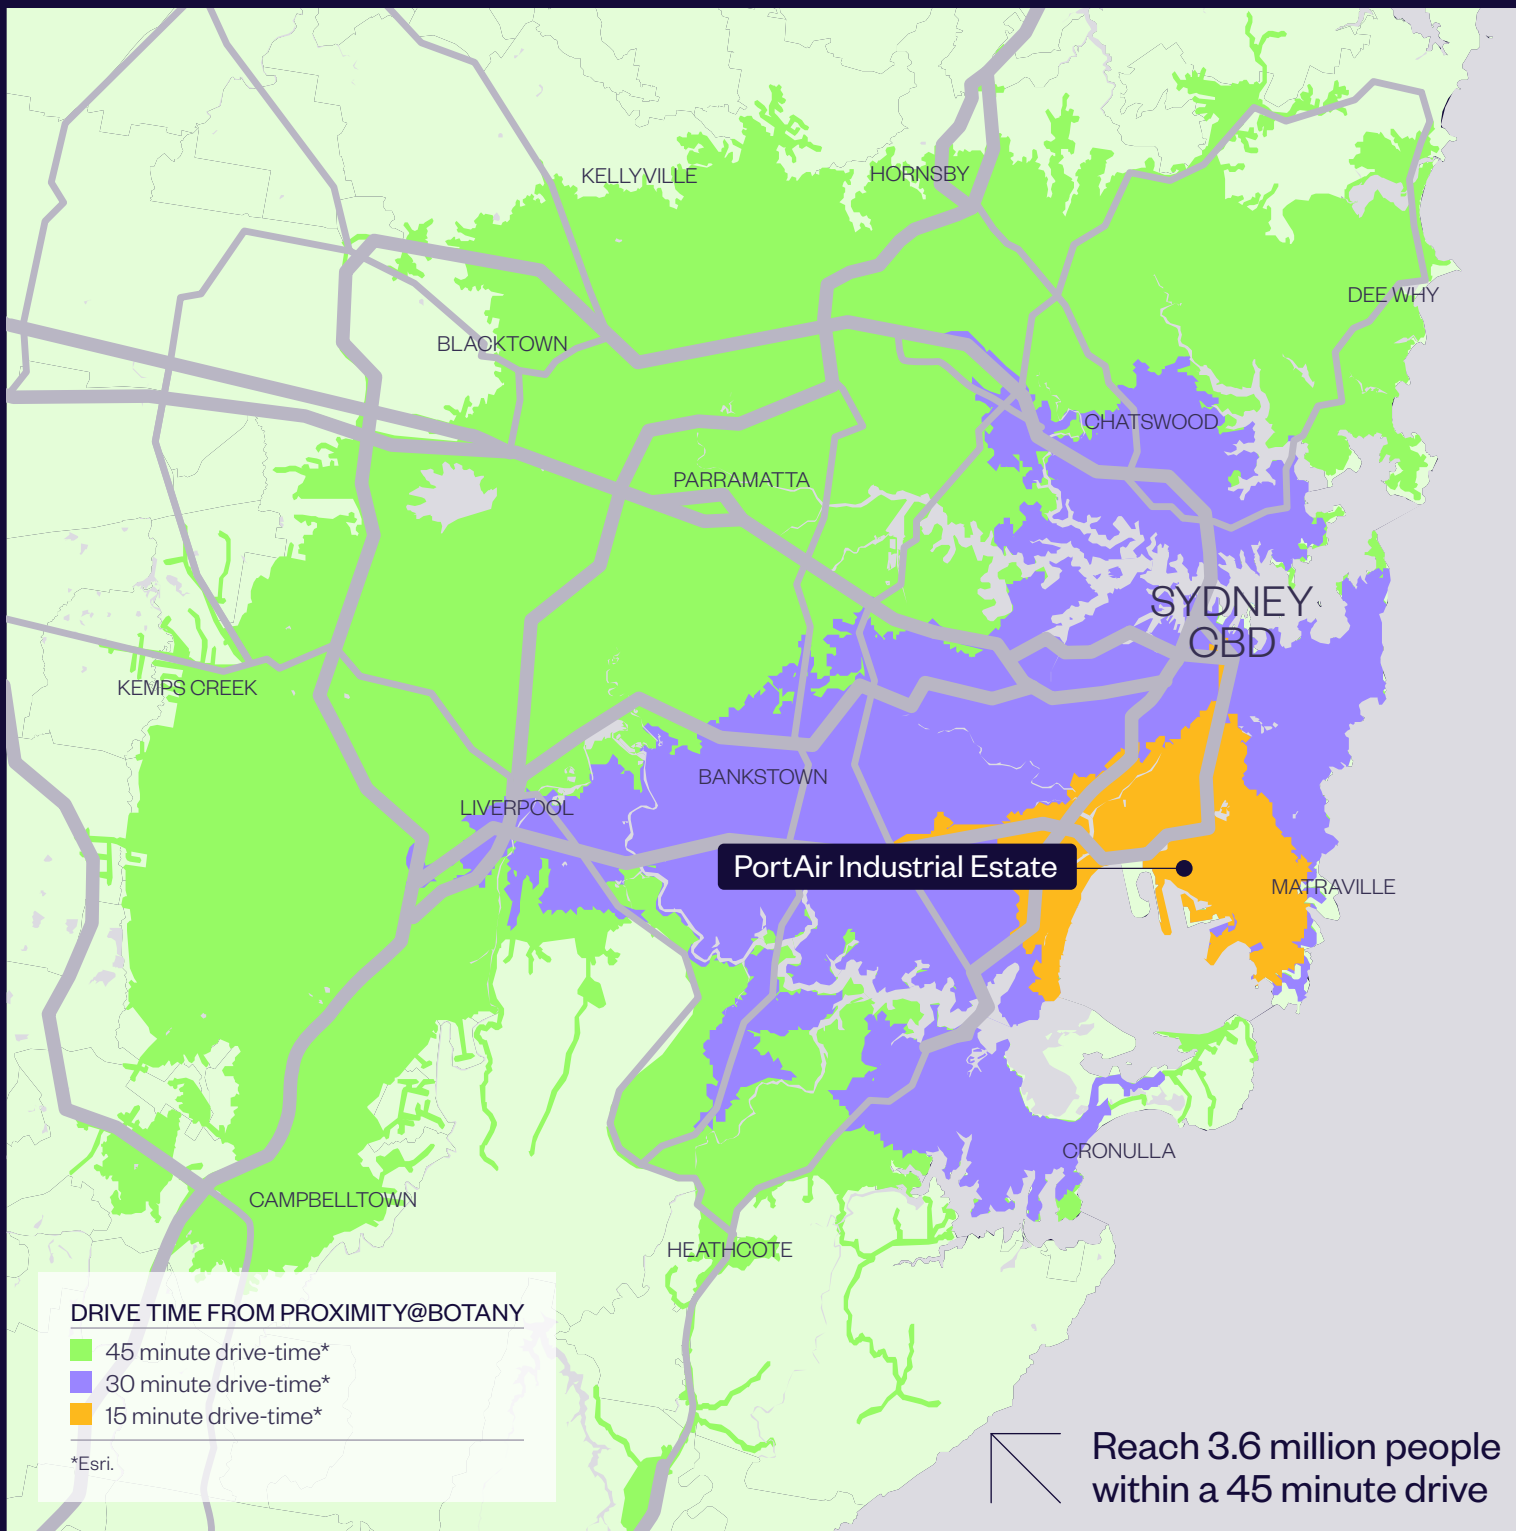 KELLYVILLE
HORNSBY
DEE WHY
BLACKTOWN
CHATSWOOD
PARRAMATTA
SYDNEY
CBD
KEMPS CREEK
BANKSTOWN
LIVERPOOL
PortAir Industrial Estate
MATRAVILLE
CRONULLA
CAMPBELLTOWN
HEATHCOTE
DRIVE TIME FROM PROXIMITY@BOTANY
45 minute drive-time*
30 minute drive-time*
15 minute drive-time*
*Esri.
Reach 3.6 million people
within a 45 minute drive